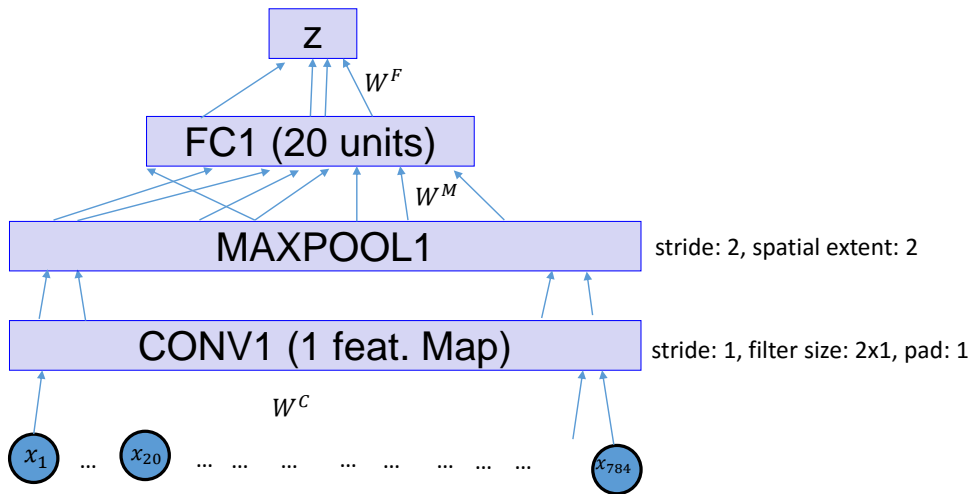 z
W^F
FC1 (20 units)
W^M
MAXPOOL1
stride: 2, spatial extent: 2
CONV1 (1 feat. Map)
stride: 1, filter size: 2x1, pad: 1
W^C
x_1 ... x_20 ... ... ... ... ... ... ... ... x_784